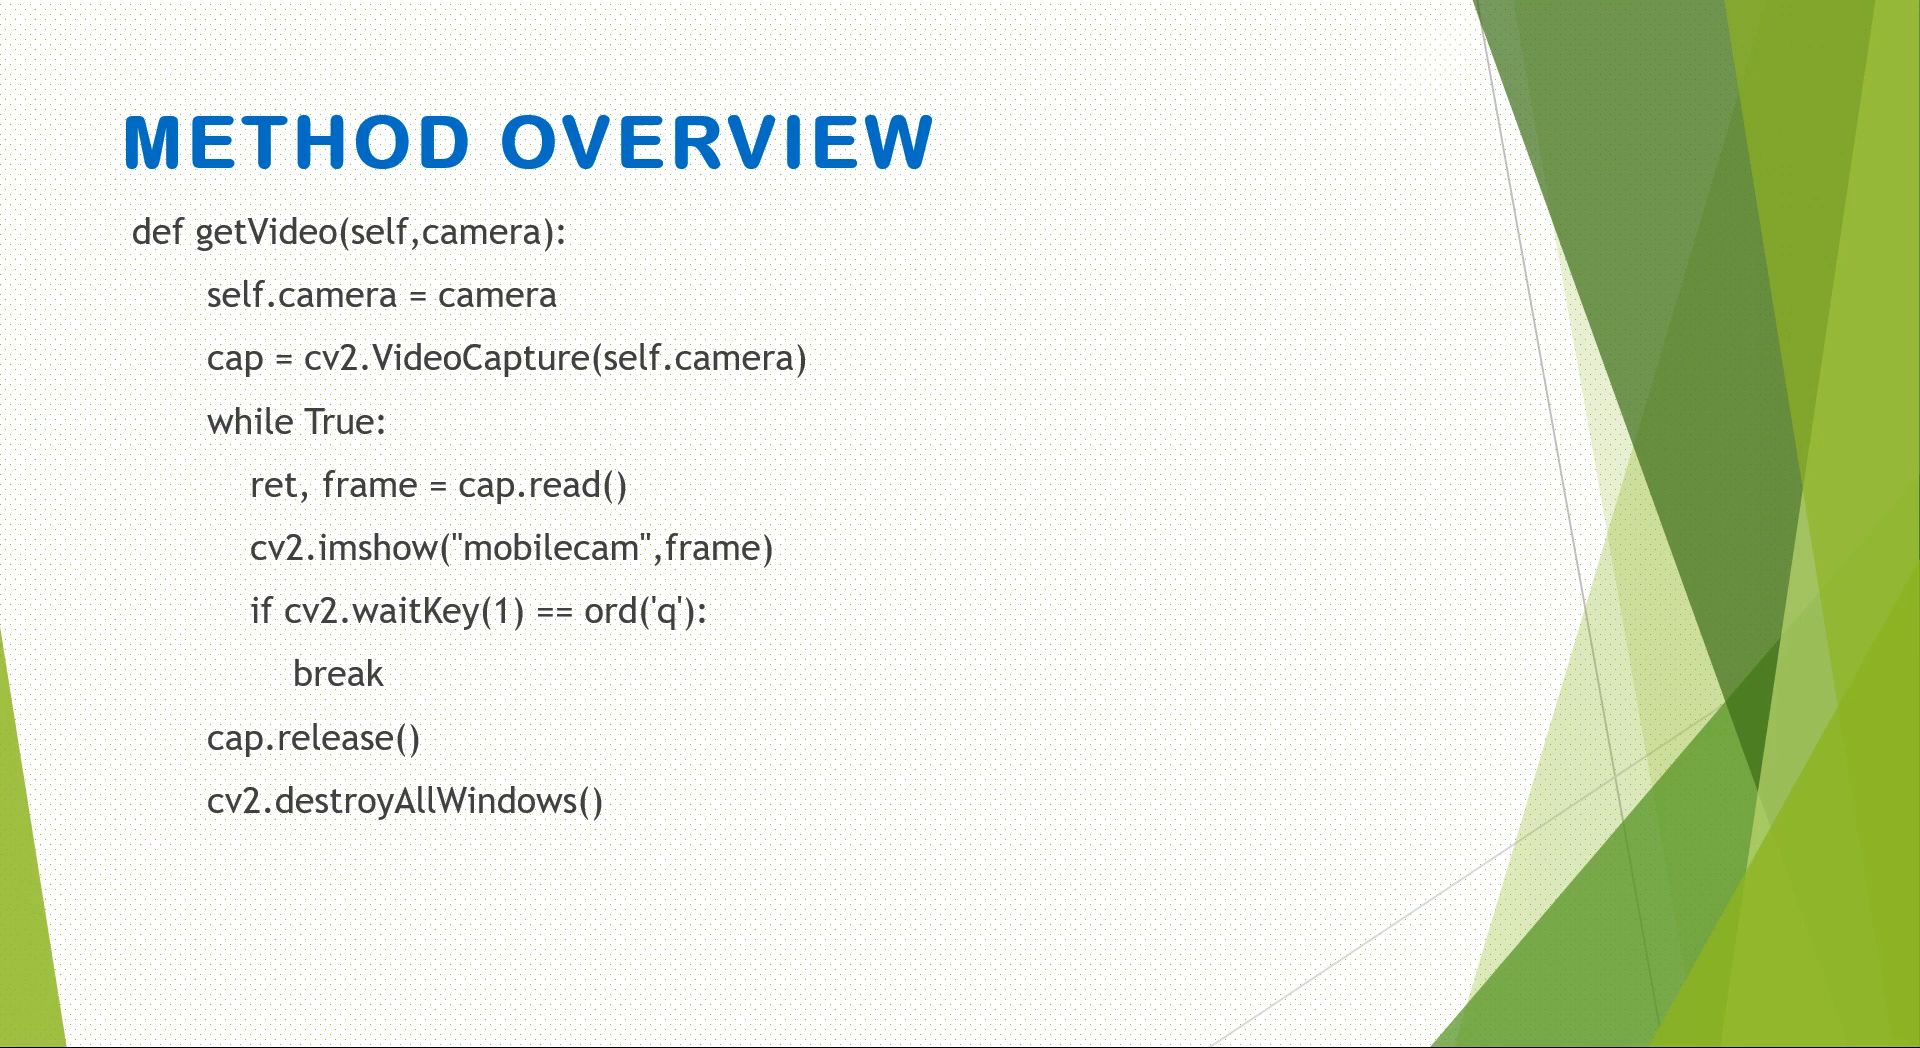 METHOD OVERVIEW
def getVideo(self,camera):
self.camera = camera
cap = cv2.VideoCapture(self.camera)
while True:
ret, frame = cap.read()
cv2.imshow("mobilecam",frame)
if cv2.waitKey(1) == ord('q'):
break
cap.release()
cv2.destroyAllWindows()